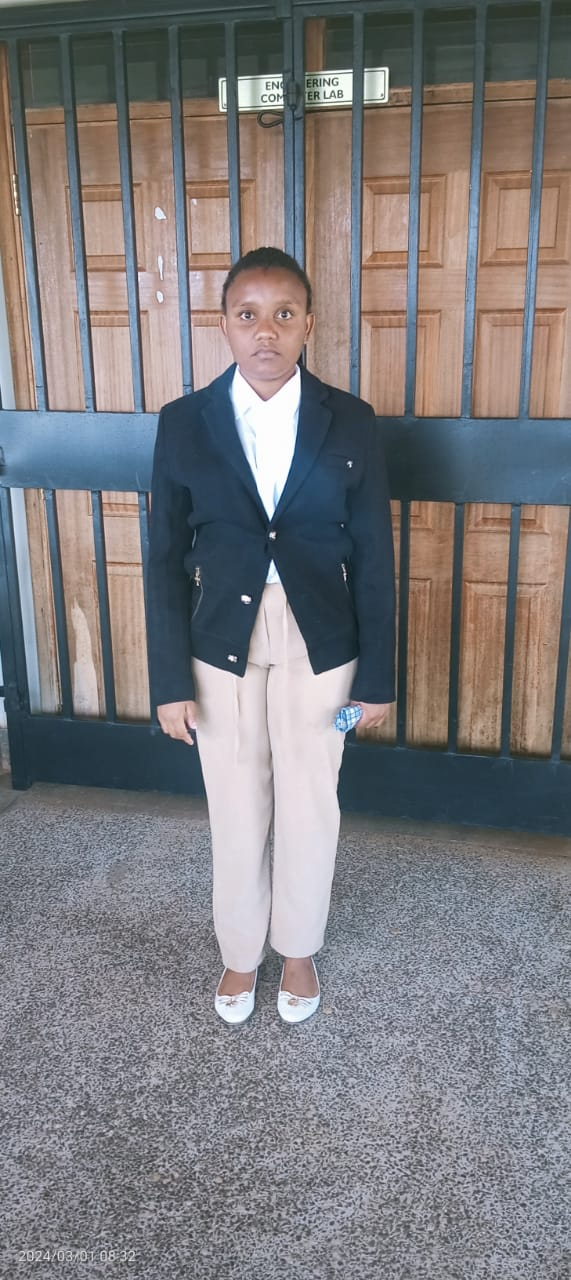 ENGINEERING
COMPUTER LAB
2024/03/01 08:32